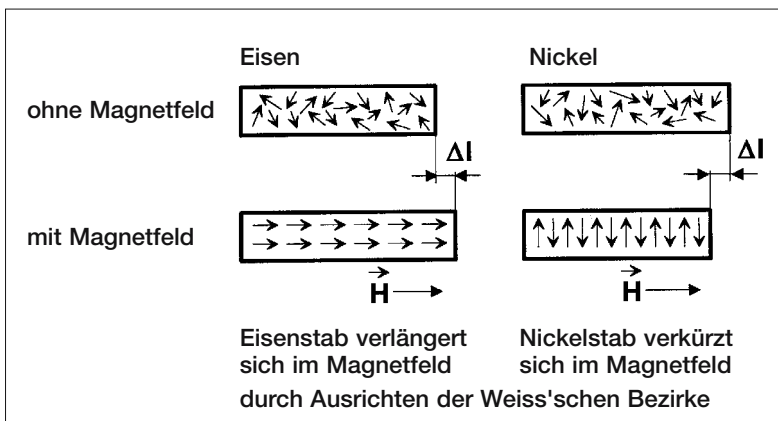 Eisen Nickel
ohne Magnetfeld
Δl Δl
mit Magnetfeld
H H
Eisenstab verlängert Nickelstab verkürzt
sich im Magnetfeld sich im Magnetfeld
durch Ausrichten der Weiss'schen Bezirke